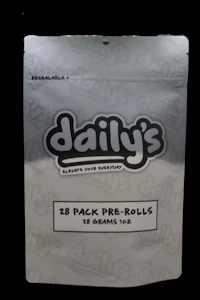 RESEALABLE
daily's
ELEVATE YOUR EVERYDAY
28 PACK PRE-ROLLS
28 GRAMS 1OZ